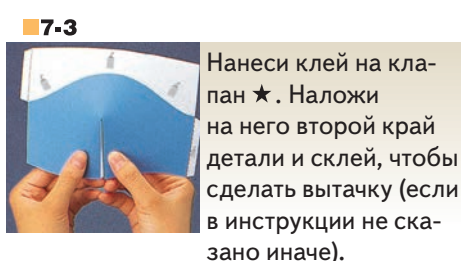 7-3
Нанеси клей на кла-
пан ★. Наложи
на него второй край
детали и склей, чтобы
сделать вытачку (если
в инструкции не ска-
зано иначе).